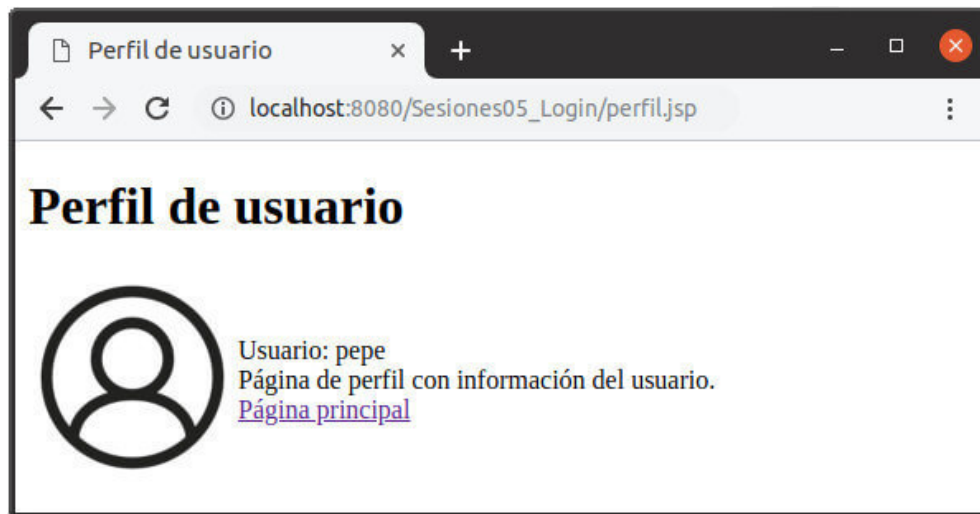 Perfil de usuario
localhost:8080/Sesiones05_Login/perfil.jsp
Perfil de usuario
Usuario: pepe
Página de perfil con información del usuario.
Página principal